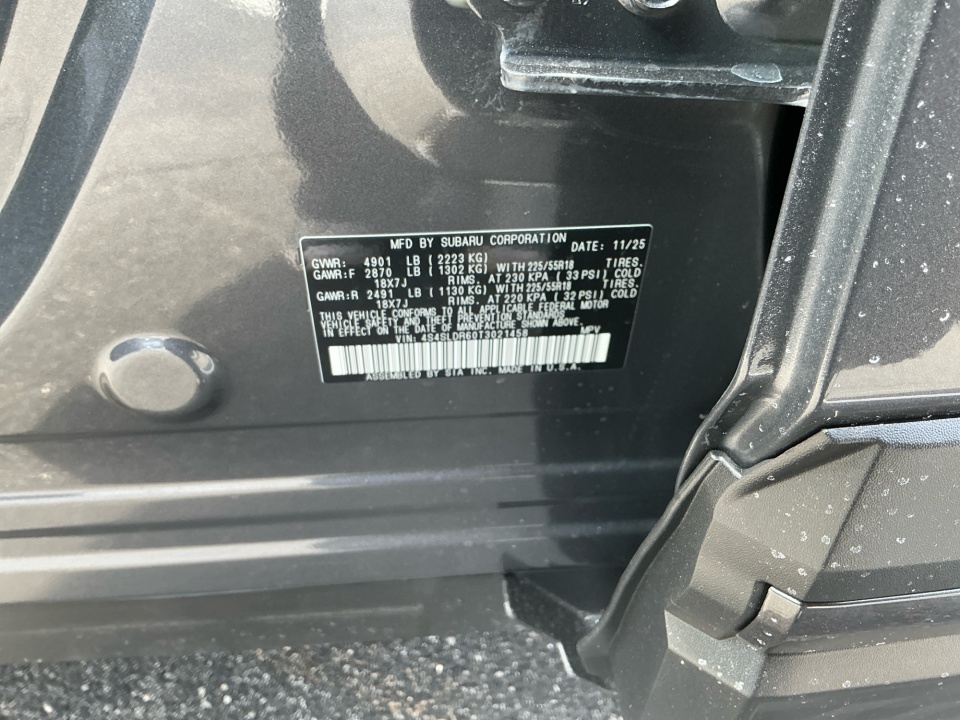 MFD BY SUBARU CORPORATION DATE: 11/25
GVWR: 4901 LB (2223 KG)
GAWR:F 2870 LB (1302 KG) WITH 225/55R18 TIRES.
18X7J RIMS. AT 230 KPA (33 PSI) COLD
GAWR:R 2491 LB (1130 KG) WITH 225/55R18 TIRES.
18X7J RIMS. AT 220 KPA (32 PSI) COLD
THIS VEHICLE CONFORMS TO ALL APPLICABLE FEDERAL MOTOR
VEHICLE SAFETY AND THEFT PREVENTION STANDARDS
IN EFFECT ON THE DATE OF MANUFACTURE SHOWN ABOVE.
VIN: 4S4SLDR60T3021458 MPV
ASSEMBLED BY SIA INC. MADE IN U.S.A.